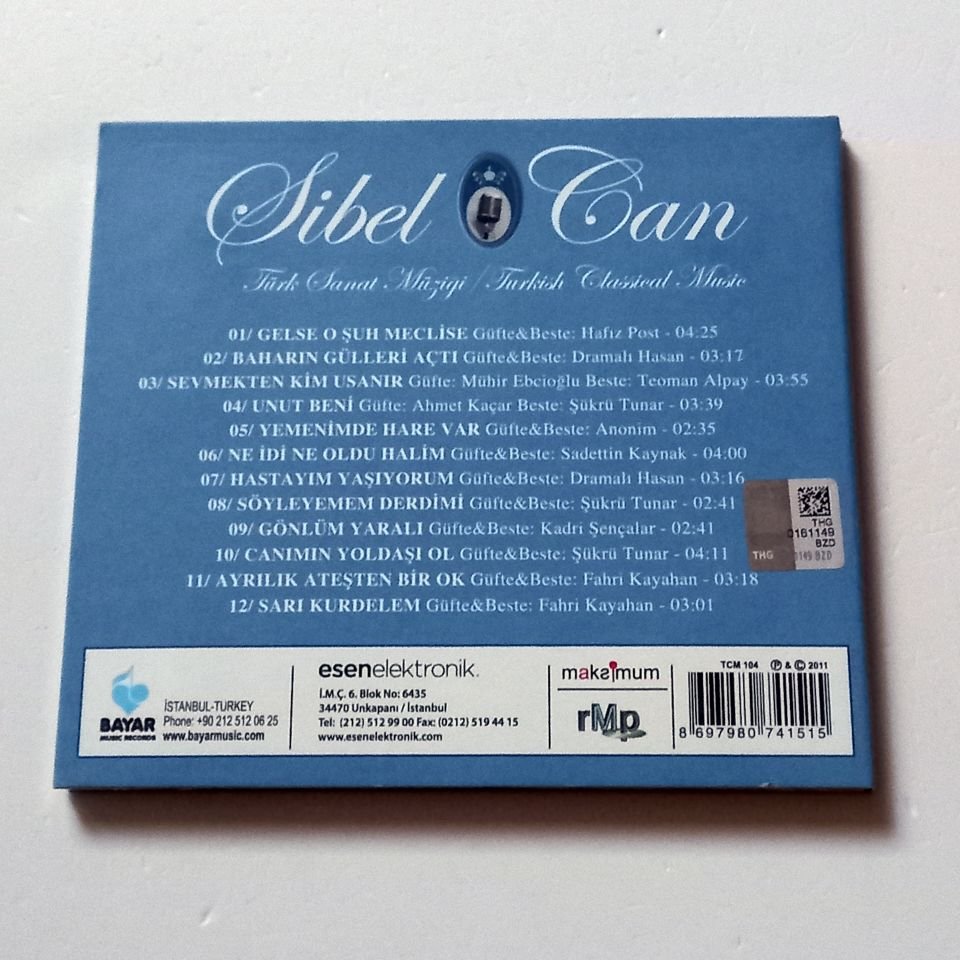 Sibel Can
Türk Sanat Müziği / Turkish Classical Music
01/ GELSE O ŞUH MECLİSE Güfte&Beste: Hafız Post - 04:25
02/ BAHARIN GÜLLERİ AÇTI Güfte&Beste: Dramalı Hasan - 03:17
03/ SEVMEKTEN KİM USANIR Güfte: Mühir Ebcioğlu Beste: Teoman Alpay - 03:55
04/ UNUT BENİ Güfte: Ahmet Kaçar Beste: Şükrü Tunar - 03:39
05/ YEMENİMDE HARE VAR Güfte&Beste: Anonim - 02:35
06/ NE İDİ NE OLDU HALİM Güfte&Beste: Sadettin Kaynak - 04:00
07/ HASTAYIM YAŞIYORUM Güfte&Beste: Dramalı Hasan - 03:16
08/ SÖYLEYEMEM DERDİMİ Güfte&Beste: Şükrü Tunar - 02:41
09/ GÖNLÜM YARALI Güfte&Beste: Kadri Şençalar - 02:41
10/ CANIMIN YOLDAŞI OL Güfte&Beste: Şükrü Tunar - 04:11
11/ AYRILIK ATEŞTEN BİR OK Güfte&Beste: Fahri Kayahan - 03:18
12/ SARI KURDELEM Güfte&Beste: Fahri Kayahan - 03:01
THG
0161149
BZD
THG 0149 BZD
BAYAR
MUSIC RECORDS
İSTANBUL-TURKEY
Phone: +90 212 512 06 25
www.bayarmusic.com
esenelektronik.
İ.M.Ç. 6. Blok No: 6435
34470 Unkapanı / İstanbul
Tel: (212) 512 99 00 Fax: (0212) 519 44 15
www.esenelektronik.com
maksimum
rMp
TCM 104 ℗ & © 2011
8 697980 741515